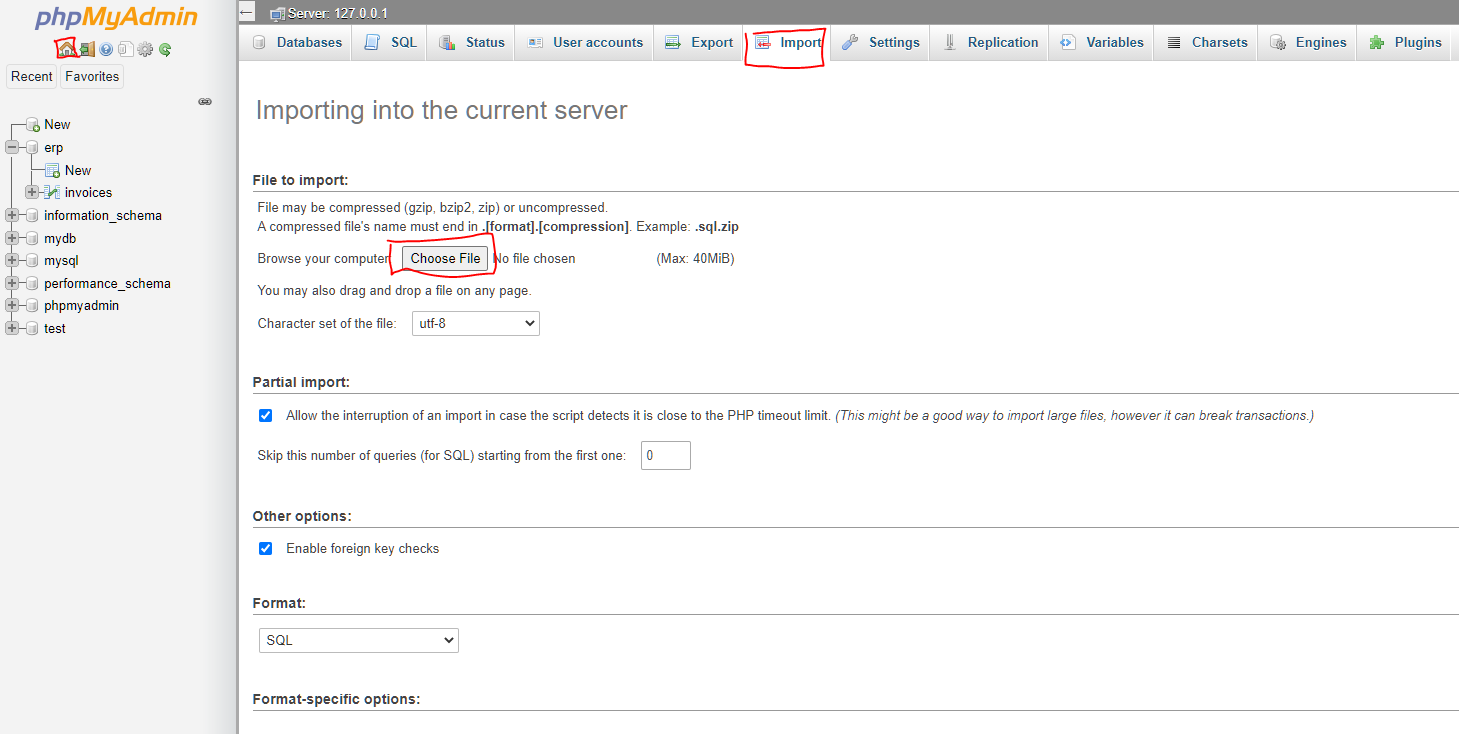 phpMyAdmin
Recent Favorites
New
erp
New
invoices
information_schema
mydb
mysql
performance_schema
phpmyadmin
test
Server: 127.0.0.1
Databases SQL Status User accounts Export Import Settings Replication Variables Charsets Engines Plugins
Importing into the current server
File to import:
File may be compressed (gzip, bzip2, zip) or uncompressed.
A compressed file's name must end in .[format].[compression]. Example: .sql.zip
Browse your computer Choose File No file chosen (Max: 40MiB)
You may also drag and drop a file on any page.
Character set of the file: utf-8
Partial import:
Allow the interruption of an import in case the script detects it is close to the PHP timeout limit. (This might be a good way to import large files, however it can break transactions.)
Skip this number of queries (for SQL) starting from the first one: 0
Other options:
Enable foreign key checks
Format:
SQL
Format-specific options: